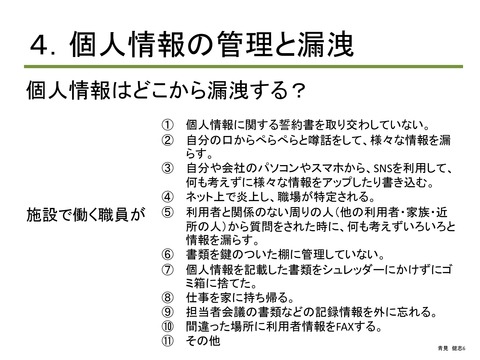 ４．個人情報の管理と漏洩
個人情報はどこから漏洩する？
施設で働く職員が
① 個人情報に関する誓約書を取り交わしていない。
② 自分の口からぺらぺらと噂話をして、様々な情報を漏
らす。
③ 自分や会社のパソコンやスマホから、SNSを利用して、
何も考えずに様々な情報をアップしたり書き込む。
④ ネット上で炎上し、職場が特定される。
⑤ 利用者と関係のない周りの人（他の利用者・家族・近
所の人）から質問をされた時に、何も考えずいろいろと
情報を漏らす。
⑥ 書類を鍵のついた棚に管理していない。
⑦ 個人情報を記載した書類をシュレッダーにかけずにゴ
ミ箱に捨てた。
⑧ 仕事を家に持ち帰る。
⑨ 担当者会議の書類などの記録情報を外に忘れる。
⑩ 間違った場所に利用者情報をFAXする。
⑪ その他
青見 健志6